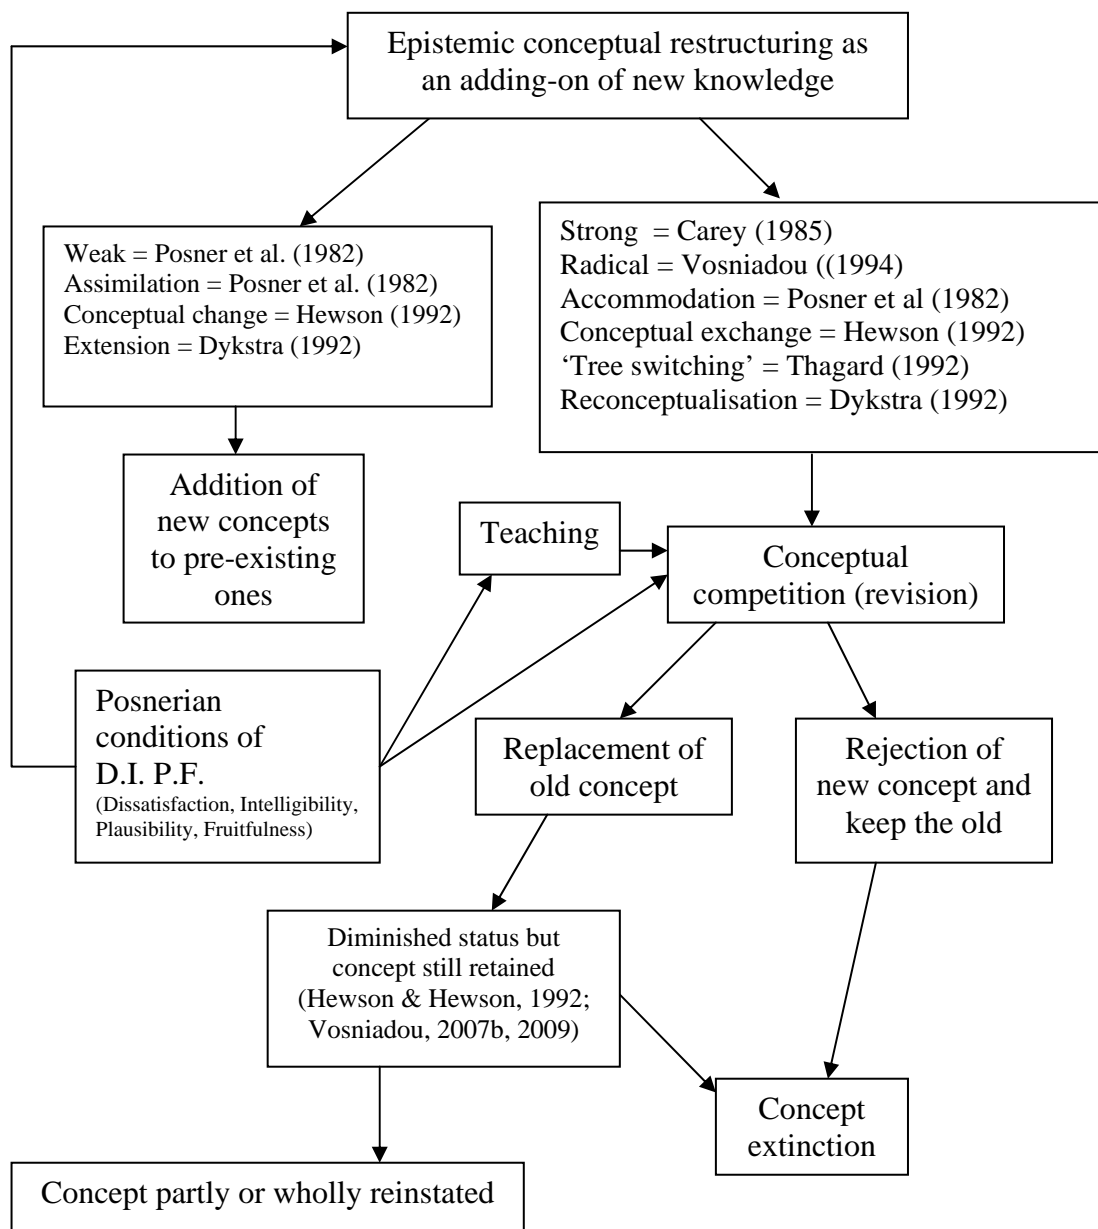 Epistemic conceptual restructuring as
an adding-on of new knowledge
Weak = Posner et al. (1982)
Assimilation = Posner et al. (1982)
Conceptual change = Hewson (1992)
Extension = Dykstra (1992)
Strong = Carey (1985)
Radical = Vosniadou ((1994)
Accommodation = Posner et al (1982)
Conceptual exchange = Hewson (1992)
‘Tree switching’ = Thagard (1992)
Reconceptualisation = Dykstra (1992)
Addition of
new concepts
to pre-existing
ones
Teaching
Conceptual
competition (revision)
Posnerian
conditions of
D.I. P.F.
(Dissatisfaction, Intelligibility,
Plausibility, Fruitfulness)
Replacement of
old concept
Rejection of
new concept and
keep the old
Diminished status but
concept still retained
(Hewson & Hewson, 1992;
Vosniadou, 2007b, 2009)
Concept
extinction
Concept partly or wholly reinstated